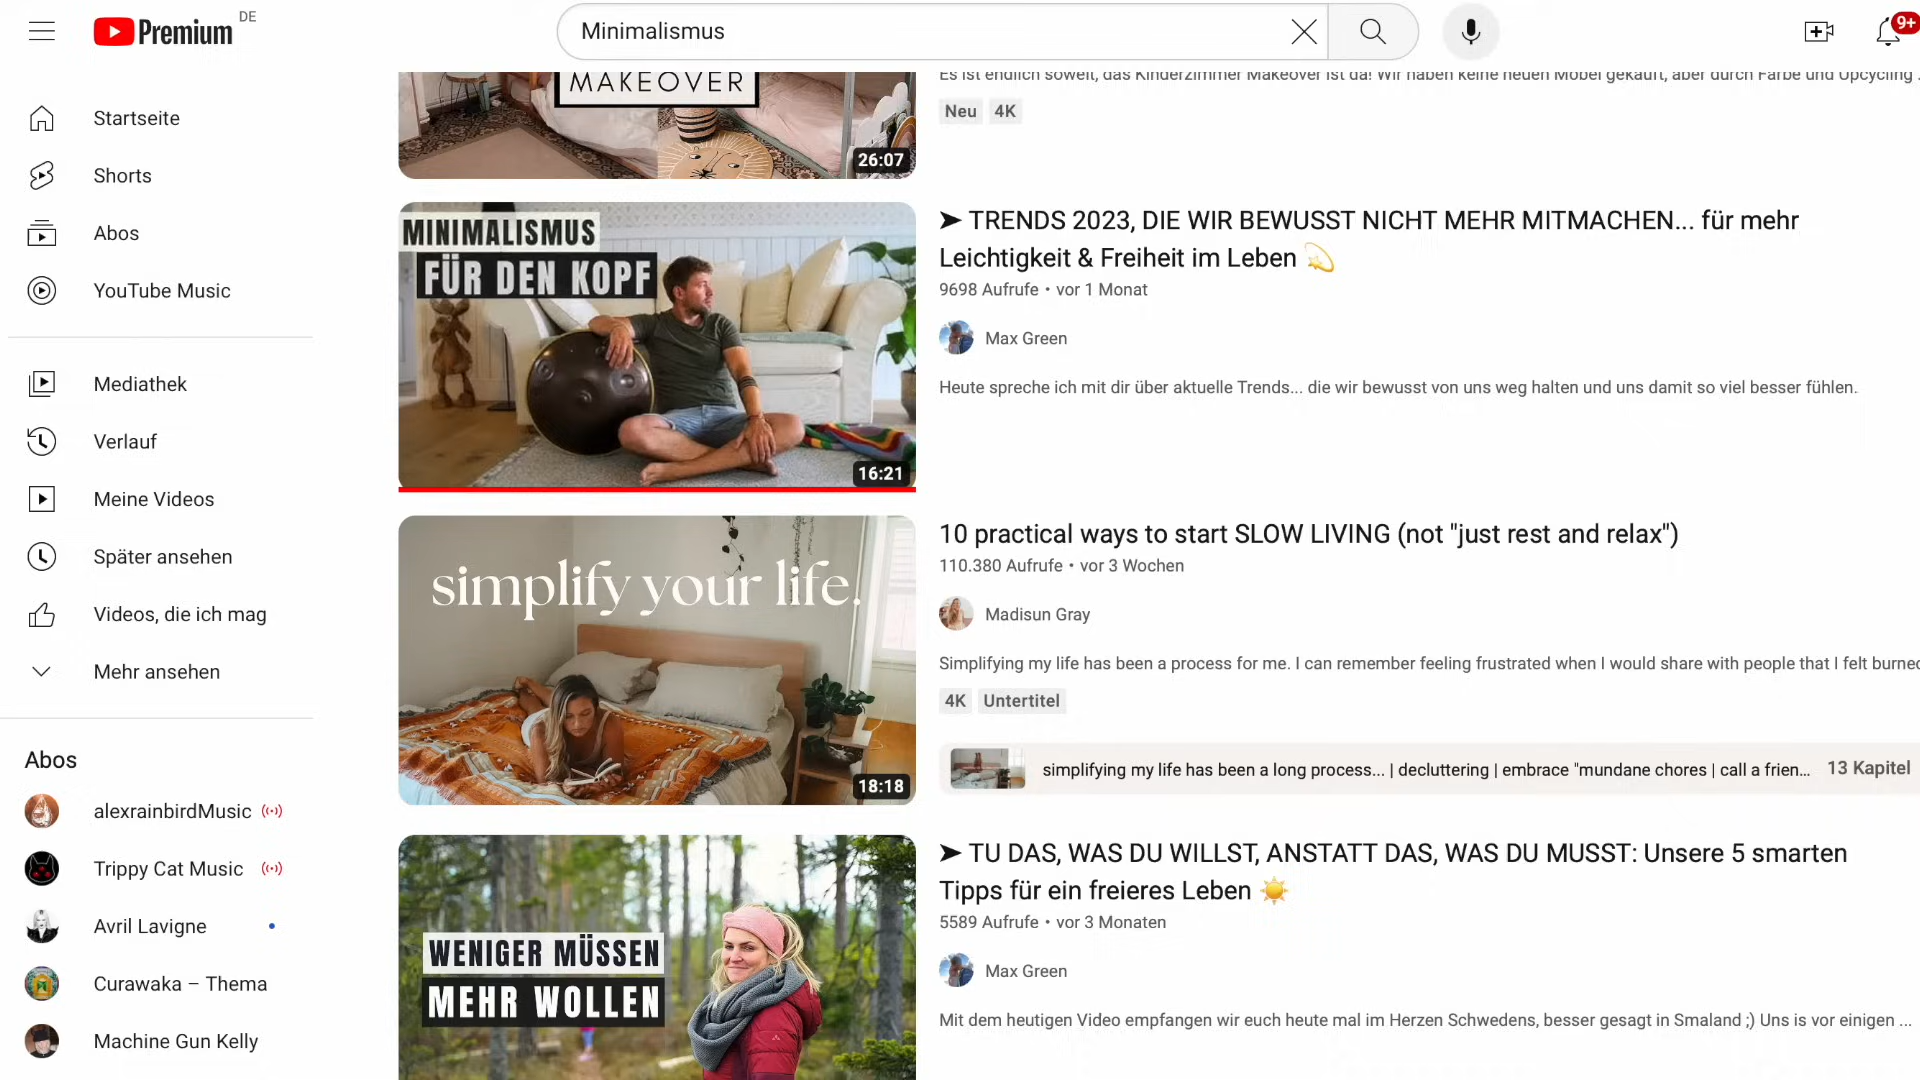 Premium DE
Minimalismus
9+
Startseite
Shorts
Abos
YouTube Music
Mediathek
Verlauf
Meine Videos
Später ansehen
Videos, die ich mag
Mehr ansehen
Abos
alexrainbirdMusic
Trippy Cat Music
Avril Lavigne
Curawaka – Thema
Machine Gun Kelly
MAKEOVER
26:07
Es ist endlich soweit, das Kinderzimmer Makeover ist da! Wir haben keine neuen Möbel gekauft, aber durch Farbe und Upcycling
Neu 4K
MINIMALISMUS
FÜR DEN KOPF
16:21
➤ TRENDS 2023, DIE WIR BEWUSST NICHT MEHR MITMACHEN... für mehr
Leichtigkeit & Freiheit im Leben 💫
9698 Aufrufe • vor 1 Monat
Max Green
Heute spreche ich mit dir über aktuelle Trends... die wir bewusst von uns weg halten und uns damit so viel besser fühlen.
simplify your life.
18:18
10 practical ways to start SLOW LIVING (not "just rest and relax")
110.380 Aufrufe • vor 3 Wochen
Madisun Gray
Simplifying my life has been a process for me. I can remember feeling frustrated when I would share with people that I felt burned
4K Untertitel
simplifying my life has been a long process... | decluttering | embrace "mundane chores | call a frien... 13 Kapitel
WENIGER MÜSSEN
MEHR WOLLEN
➤ TU DAS, WAS DU WILLST, ANSTATT DAS, WAS DU MUSST: Unsere 5 smarten
Tipps für ein freieres Leben ☀️
5589 Aufrufe • vor 3 Monaten
Max Green
Mit dem heutigen Video empfangen wir euch heute mal im Herzen Schwedens, besser gesagt in Smaland ;) Uns is vor einigen ...